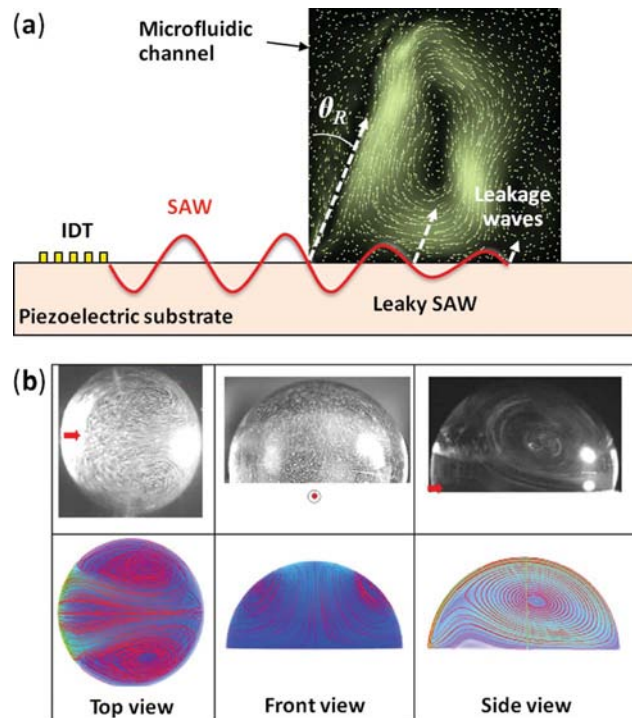 (a)
Microfluidic
channel
θR
SAW
Leakage
waves
IDT
Leaky SAW
Piezoelectric substrate
(b)
Top view
Front view
Side view